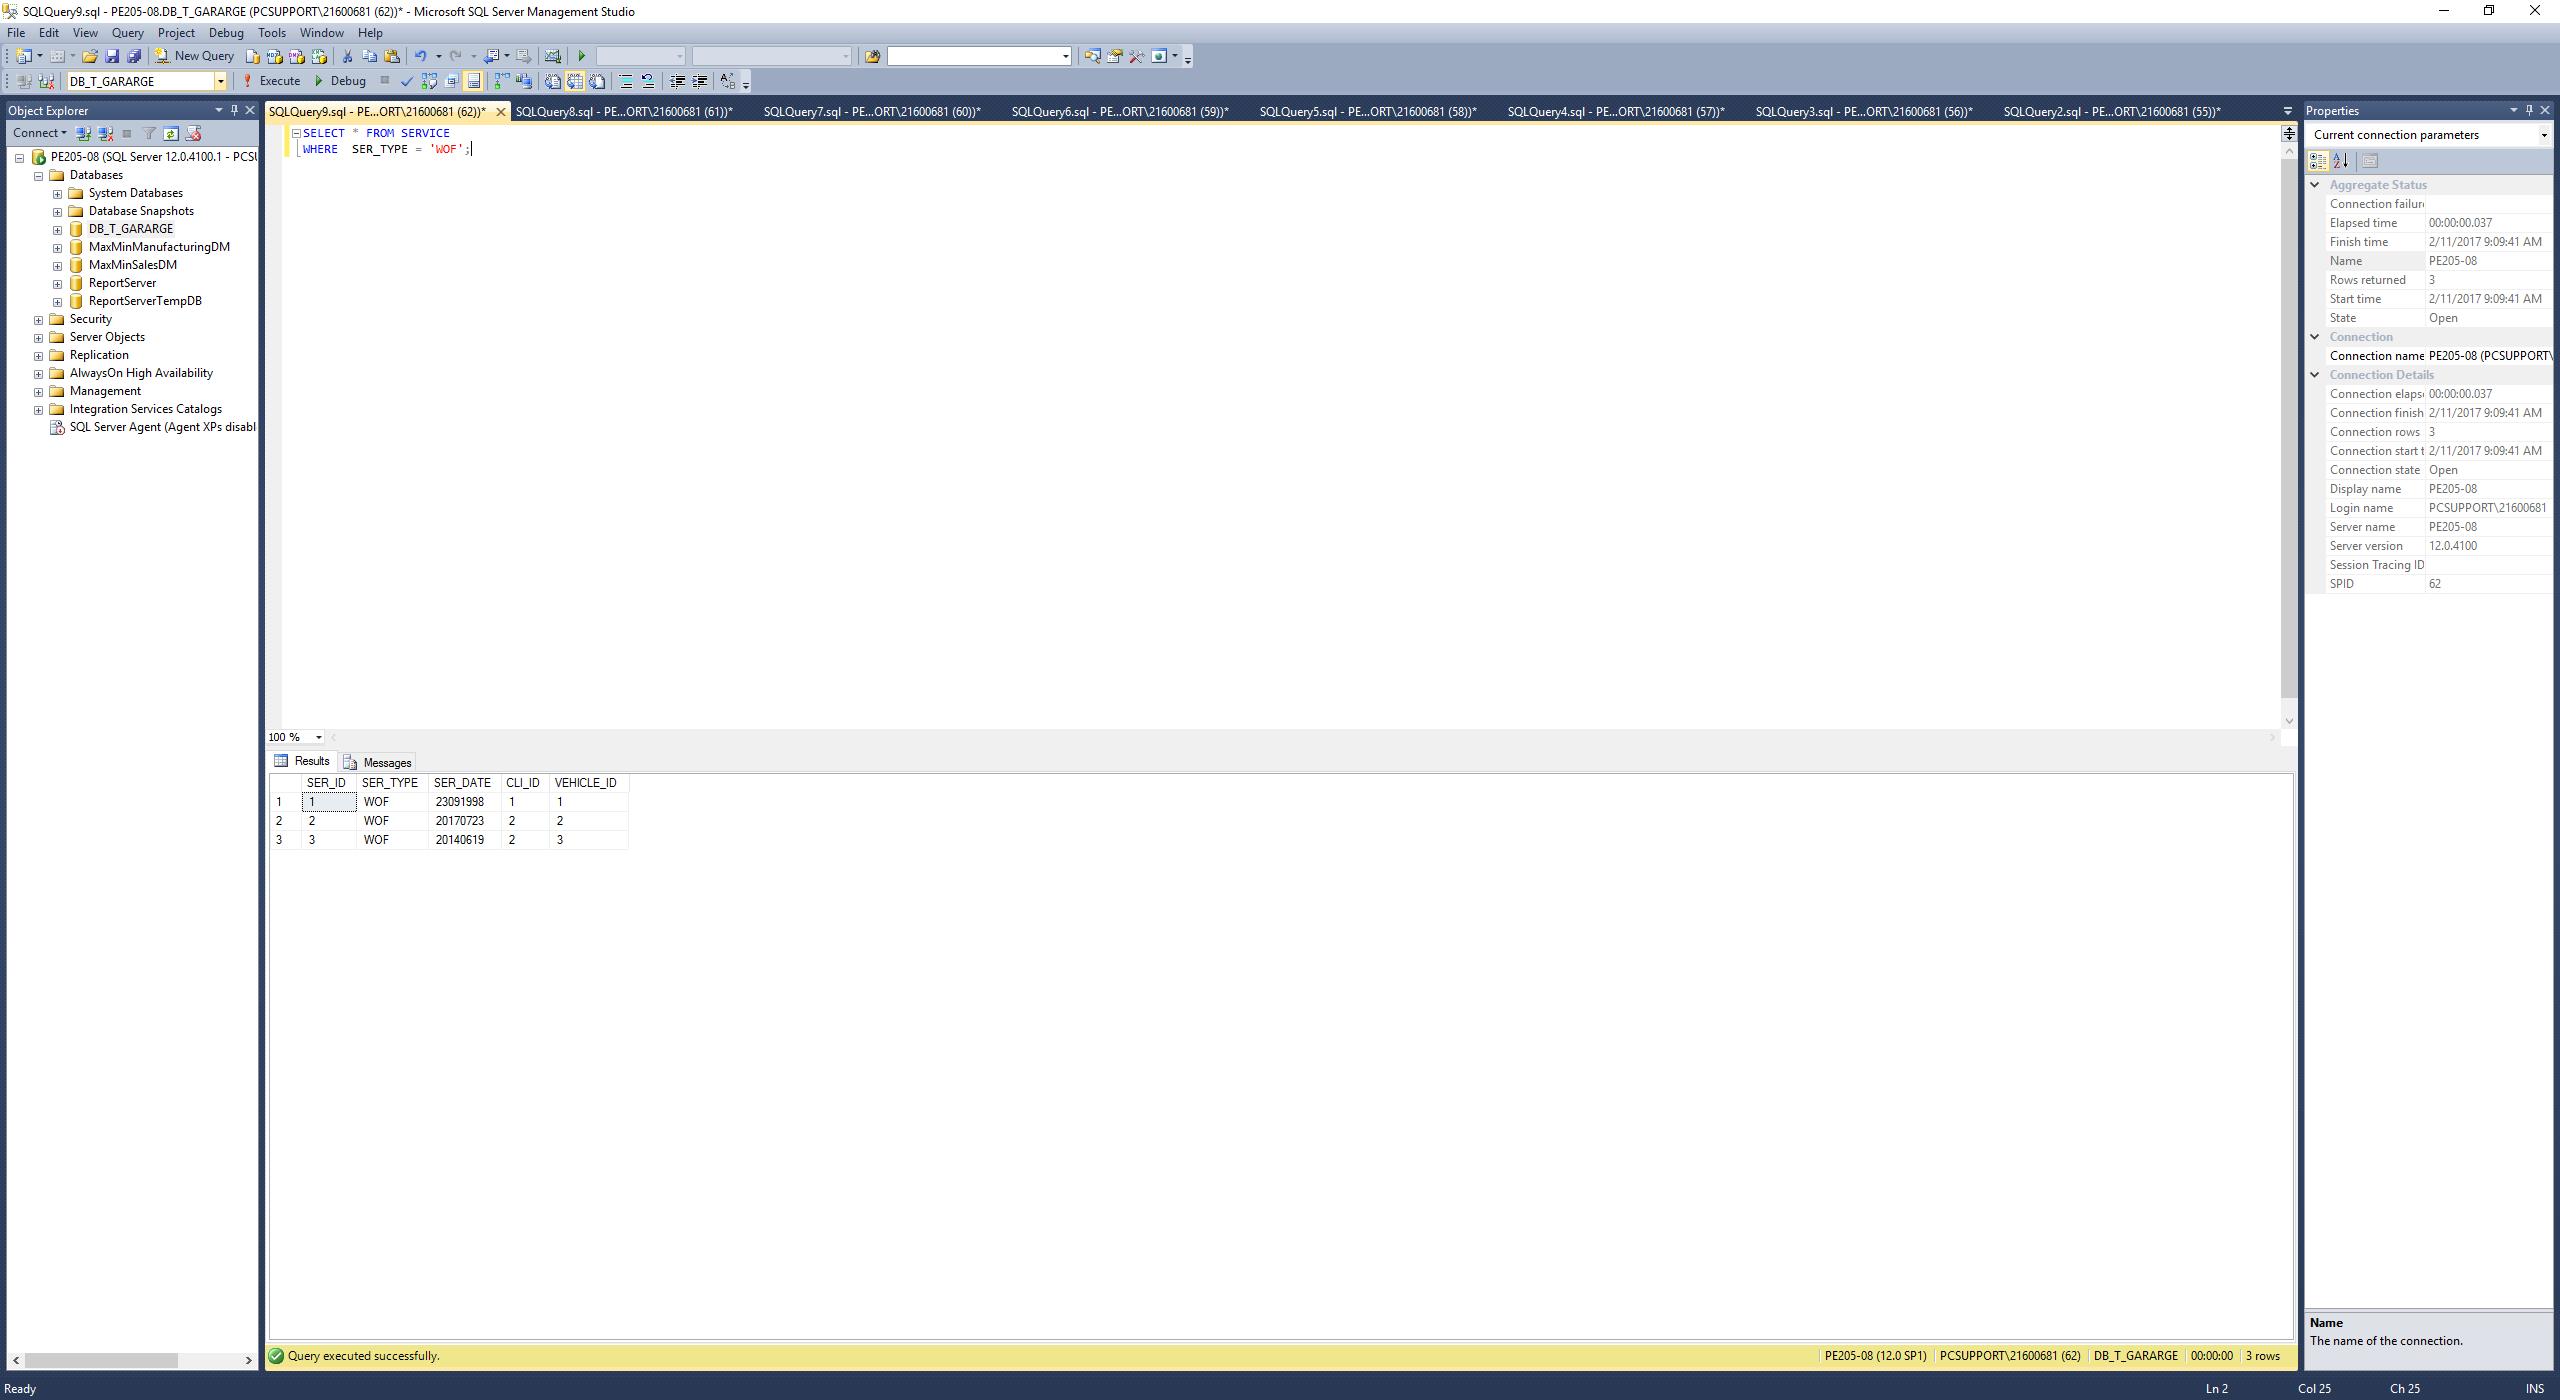 SQLQuery9.sql - PE205-08.DB_T_GARARGE (PCSUPPORT\21600681 (62))* - Microsoft SQL Server Management Studio
File Edit View Query Project Debug Tools Window Help
New Query
DB_T_GARARGE Execute Debug
Object Explorer
Connect
PE205-08 (SQL Server 12.0.4100.1 - PCSU
Databases
System Databases
Database Snapshots
DB_T_GARARGE
MaxMinManufacturingDM
MaxMinSalesDM
ReportServer
ReportServerTempDB
Security
Server Objects
Replication
AlwaysOn High Availability
Management
Integration Services Catalogs
SQL Server Agent (Agent XPs disabl
SQLQuery9.sql - PE...ORT\21600681 (62))* SQLQuery8.sql - PE...ORT\21600681 (61))* SQLQuery7.sql - PE...ORT\21600681 (60))* SQLQuery6.sql - PE...ORT\21600681 (59))* SQLQuery5.sql - PE...ORT\21600681 (58))* SQLQuery4.sql - PE...ORT\21600681 (57))* SQLQuery3.sql - PE...ORT\21600681 (56))* SQLQuery2.sql - PE...ORT\21600681 (55))*
SELECT * FROM SERVICE
WHERE SER_TYPE = 'WOF';
100 %
Results Messages
SER_ID SER_TYPE SER_DATE CLI_ID VEHICLE_ID
1 1 WOF 23091998 1 1
2 2 WOF 20170723 2 2
3 3 WOF 20140619 2 3
Query executed successfully. PE205-08 (12.0 SP1) PCSUPPORT\21600681 (62) DB_T_GARARGE 00:00:00 3 rows
Properties
Current connection parameters
Aggregate Status
Connection failure
Elapsed time 00:00:00.037
Finish time 2/11/2017 9:09:41 AM
Name PE205-08
Rows returned 3
Start time 2/11/2017 9:09:41 AM
State Open
Connection
Connection name PE205-08 (PCSUPPORT\
Connection Details
Connection elaps 00:00:00.037
Connection finish 2/11/2017 9:09:41 AM
Connection rows 3
Connection start t 2/11/2017 9:09:41 AM
Connection state Open
Display name PE205-08
Login name PCSUPPORT\21600681
Server name PE205-08
Server version 12.0.4100
Session Tracing ID
SPID 62
Name
The name of the connection.
Ready Ln 2 Col 25 Ch 25 INS